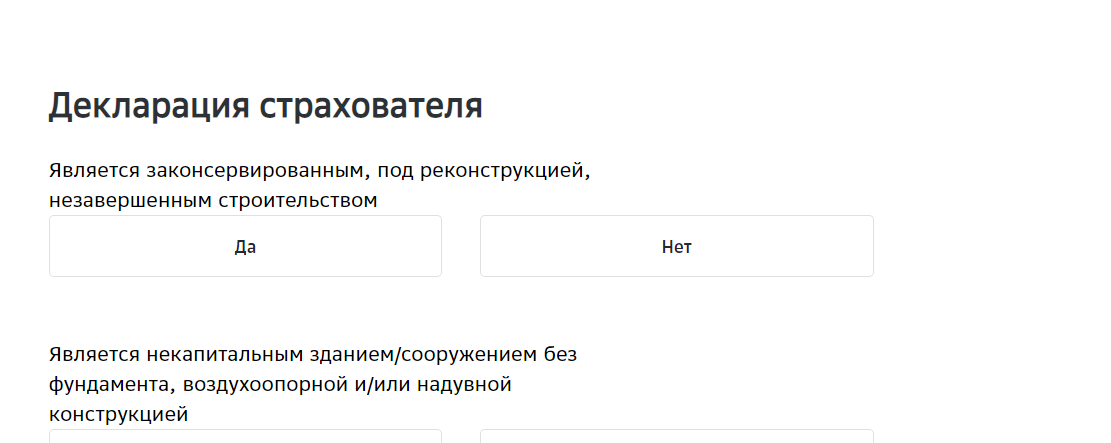 Декларация страхователя
Является законсервированным, под реконструкцией,
незавершенным строительством
Да
Нет
Является некапитальным зданием/сооружением без
фундамента, воздухоопорной и/или надувной
конструкцией